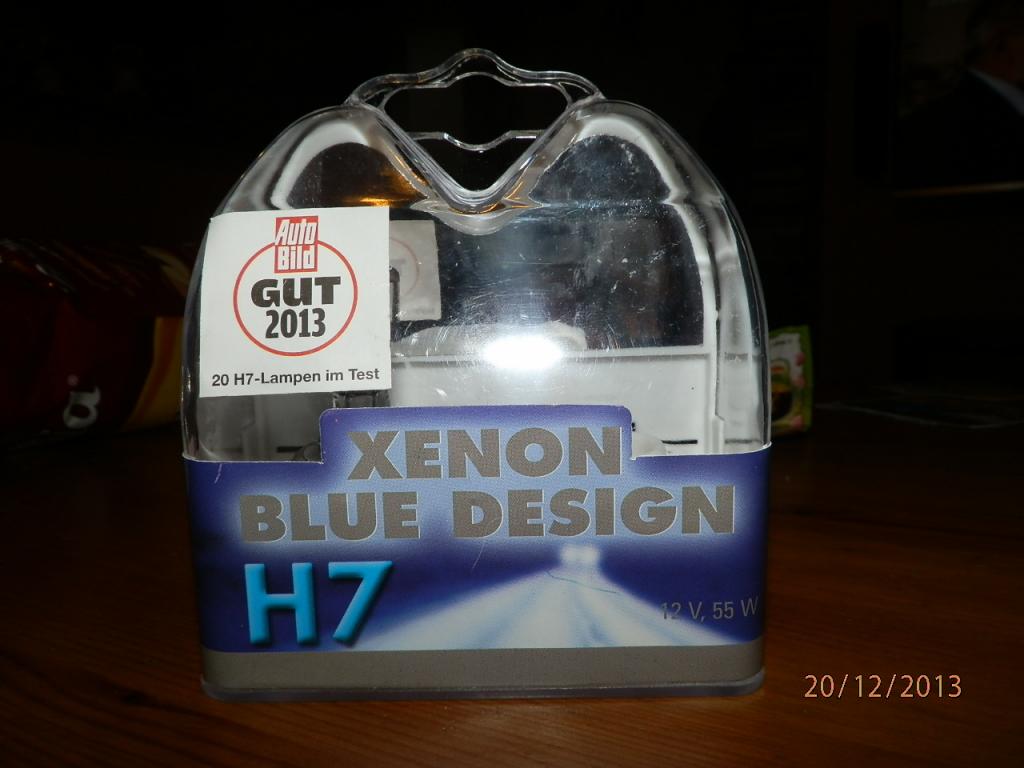 Auto
Bild
GUT
2013
20 H7-Lampen im Test
XENON
BLUE DESIGN
H7
12 V, 55 W
20/12/2013